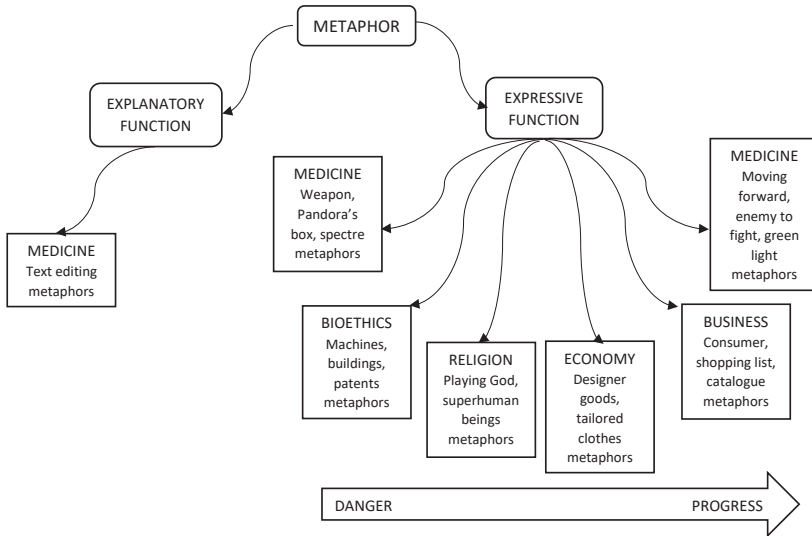 METAPHOR
EXPLANATORY
FUNCTION
EXPRESSIVE
FUNCTION
MEDICINE
Text editing
metaphors
MEDICINE
Weapon,
Pandora's
box, spectre
metaphors
BIOETHICS
Machines,
buildings,
patents
metaphors
RELIGION
Playing God,
superhuman
beings
metaphors
ECONOMY
Designer
goods,
tailored
clothes
metaphors
BUSINESS
Consumer,
shopping list,
catalogue
metaphors
MEDICINE
Moving
forward,
enemy to
fight, green
light
metaphors
DANGER
PROGRESS